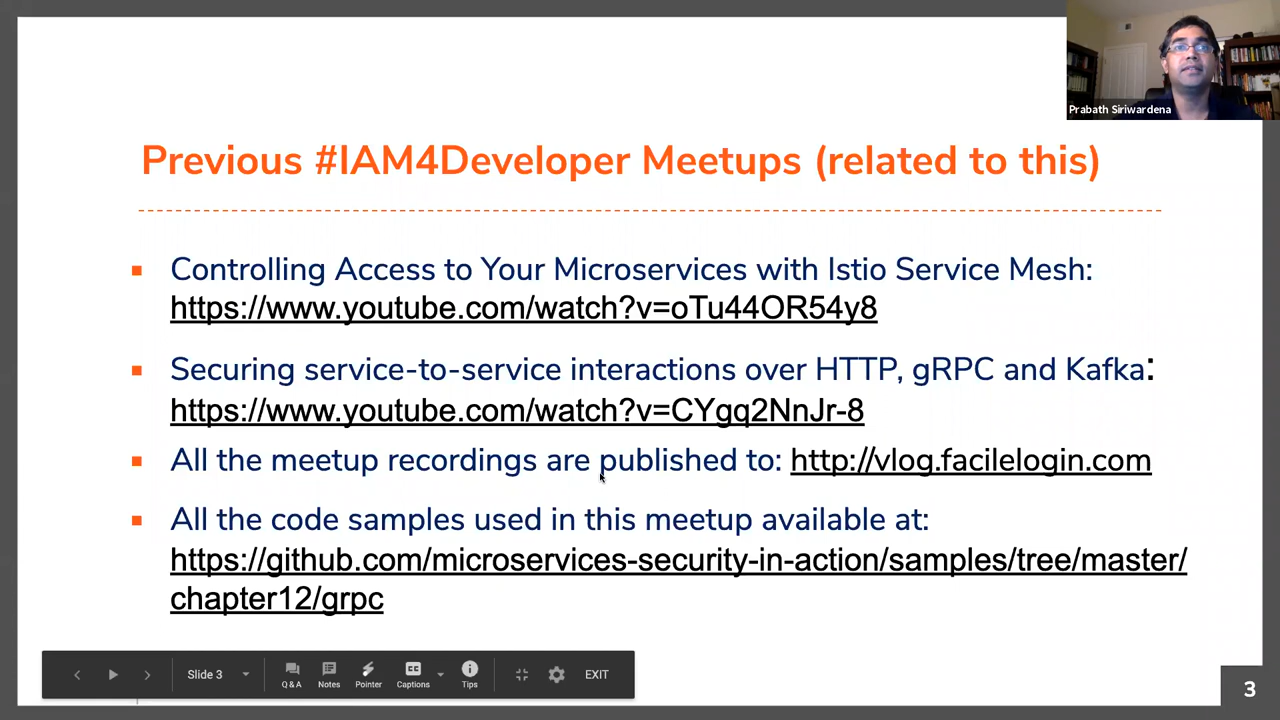 Prabath Siriwardena
Previous #IAM4Developer Meetups (related to this)
▪ Controlling Access to Your Microservices with Istio Service Mesh:
https://www.youtube.com/watch?v=oTu44OR54y8
▪ Securing service-to-service interactions over HTTP, gRPC and Kafka:
https://www.youtube.com/watch?v=CYgq2NnJr-8
▪ All the meetup recordings are published to: http://vlog.facilelogin.com
▪ All the code samples used in this meetup available at:
https://github.com/microservices-security-in-action/samples/tree/master/
chapter12/grpc
Slide 3 Q & A Notes Pointer CC Captions Tips EXIT
3